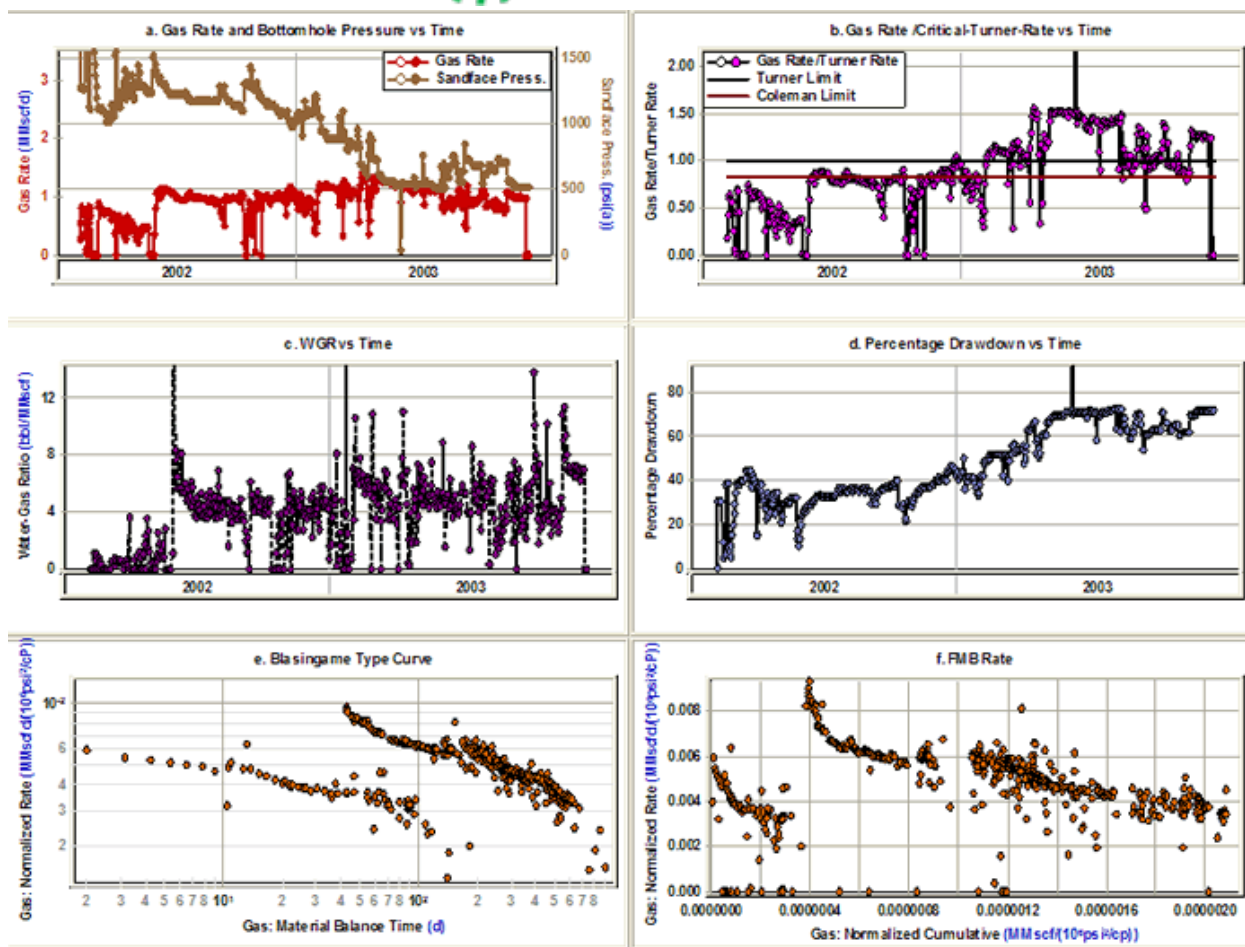 a. Gas Rate and Bottomhole Pressure vs Time
Gas Rate (MMscfd)
3
2
1
0
Gas Rate
Sandface Press.
1500
1000
500
0
Sandface Press. (psi(a))
2002
2003
b. Gas Rate /Critical-Turner-Rate vs Time
Gas Rate/Turner Rate
2.00
1.50
1.00
0.50
0.00
Gas Rate/Turner Rate
Turner Limit
Coleman Limit
2002
2003
c. WGR vs Time
Water-Gas Ratio (bbl/MMscf)
12
8
4
0
2002
2003
d. Percentage Drawdown vs Time
Percentage Drawdown
80
60
40
20
0
2002
2003
e. Blasingame Type Curve
Gas: Normalized Rate (MMscfd/(10⁶psi²/cP))
10⁻²
6
4
3
2
2 3 4 5 6 7 8 10¹ 2 3 4 5 6 7 8 10² 2 3 4 5 6 7 8
Gas: Material Balance Time (d)
f. FMB Rate
Gas: Normalized Rate (MMscfd/(10⁶psi²/cP))
0.008
0.006
0.004
0.002
0.000
0.0000000 0.0000004 0.0000008 0.0000012 0.0000016 0.0000020
Gas: Normalized Cumulative (MMscf/(10⁶psi²/cp))